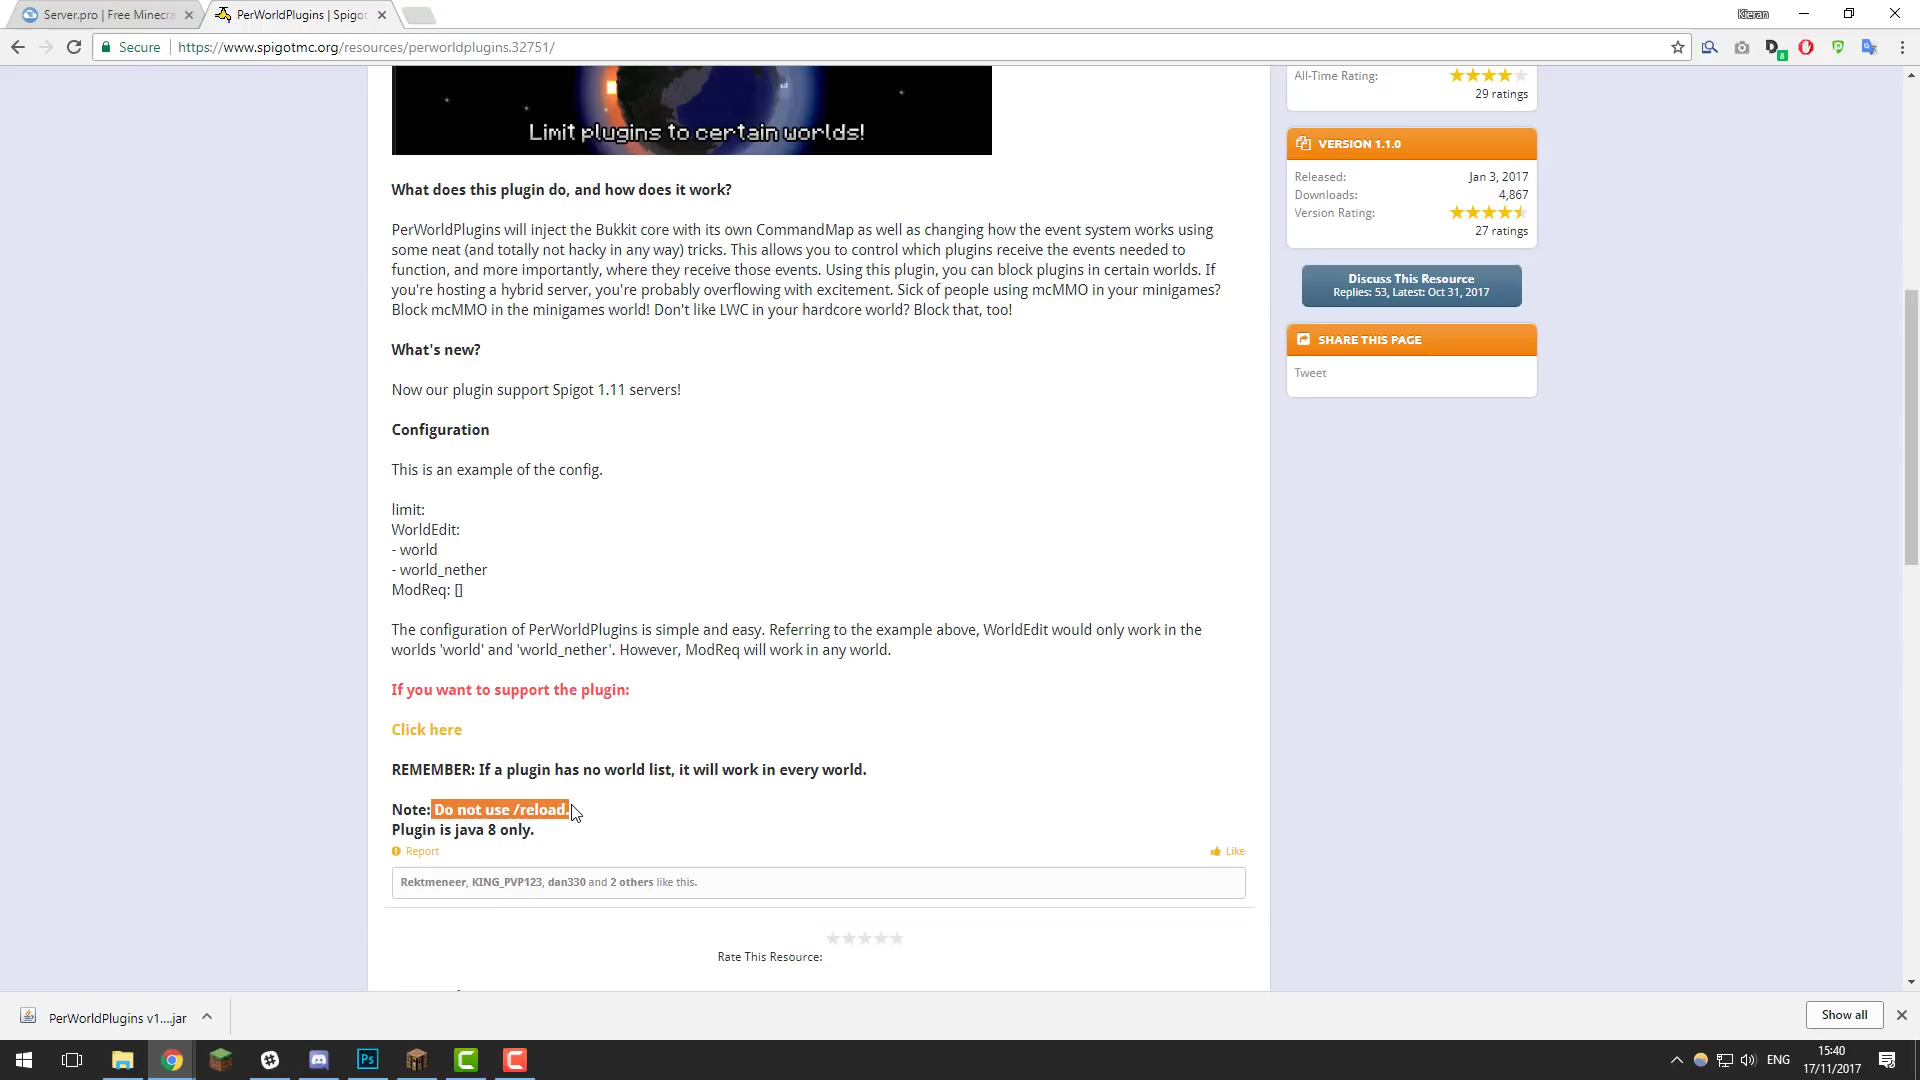 Server.pro | Free Minecra
PerWorldPlugins | Spigot
Kieran
Secure
https://www.spigotmc.org/resources/perworldplugins.32751/
8
Limit plugins to certain worlds!
What does this plugin do, and how does it work?
PerWorldPlugins will inject the Bukkit core with its own CommandMap as well as changing how the event system works using
some neat (and totally not hacky in any way) tricks. This allows you to control which plugins receive the events needed to
function, and more importantly, where they receive those events. Using this plugin, you can block plugins in certain worlds. If
you're hosting a hybrid server, you're probably overflowing with excitement. Sick of people using mcMMO in your minigames?
Block mcMMO in the minigames world! Don't like LWC in your hardcore world? Block that, too!
What's new?
Now our plugin support Spigot 1.11 servers!
Configuration
This is an example of the config.
limit:
WorldEdit:
- world
- world_nether
ModReq: []
The configuration of PerWorldPlugins is simple and easy. Referring to the example above, WorldEdit would only work in the
worlds 'world' and 'world_nether'. However, ModReq will work in any world.
If you want to support the plugin:
Click here
REMEMBER: If a plugin has no world list, it will work in every world.
Note: Do not use /reload.
Plugin is java 8 only.
Report
Like
Rektmeneer, KING_PVP123, dan330 and 2 others like this.
Rate This Resource:
All-Time Rating:
29 ratings
VERSION 1.1.0
Released: Jan 3, 2017
Downloads: 4,867
Version Rating:
27 ratings
Discuss This Resource
Replies: 53, Latest: Oct 31, 2017
SHARE THIS PAGE
Tweet
PerWorldPlugins v1....jar
Show all
Ps
ENG
15:40
17/11/2017